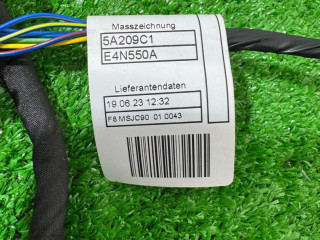 Masszeichnung
5A209C1
E4N550A
Lieferantendaten
19.06.23 12:32
F8 MSJC90 01 0043